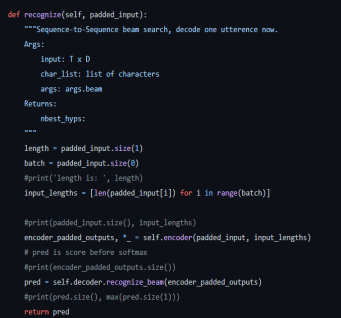 def recognize(self, padded_input):
    """Sequence-to-Sequence beam search, decode one utterence now.
    Args:
        input: T x D
        char_list: list of characters
        args: args.beam
    Returns:
        nbest_hyps:
    """
    length = padded_input.size(1)
    batch = padded_input.size(0)
    #print('length is: ', length)
    input_lengths = [len(padded_input[i]) for i in range(batch)]

    #print(padded_input.size(), input_lengths)
    encoder_padded_outputs, *_ = self.encoder(padded_input, input_lengths)
    # pred is score before softmax
    #print(encoder_padded_outputs.size())
    pred = self.decoder.recognize_beam(encoder_padded_outputs)
    #print(pred.size(), max(pred.size(1)))
    return pred